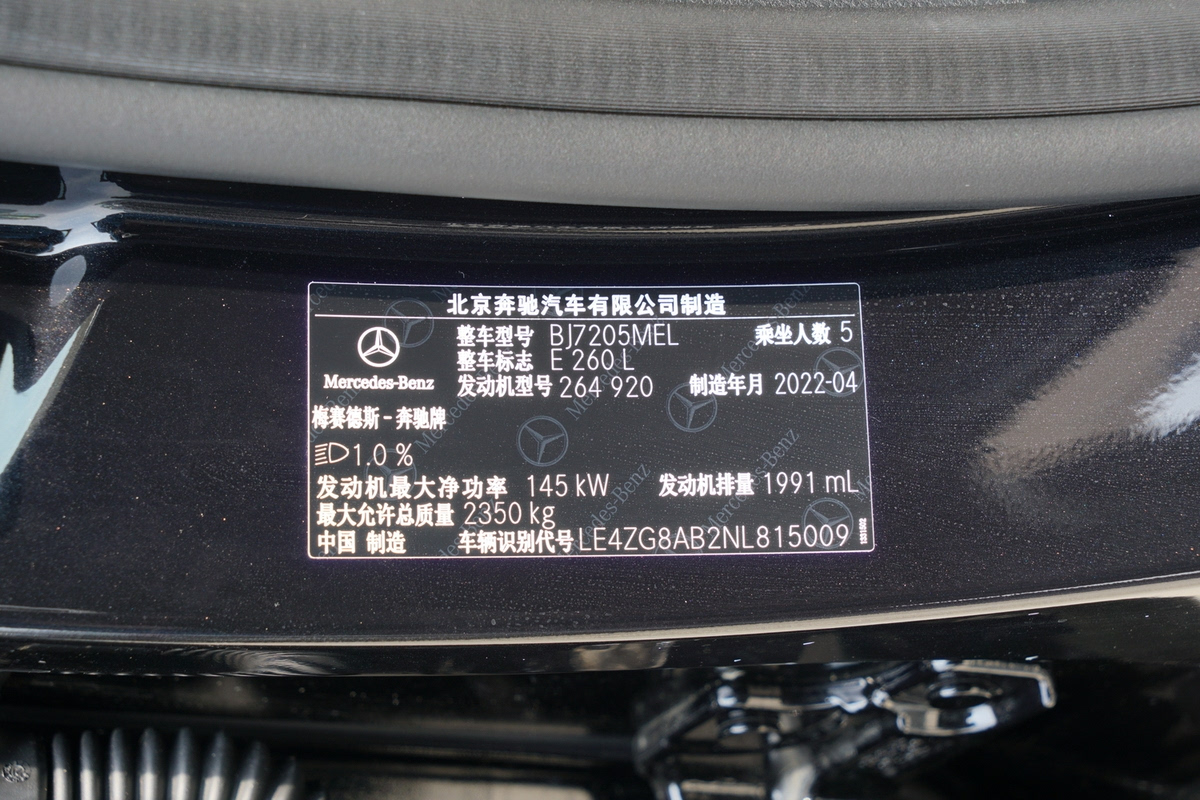 北京奔驰汽车有限公司制造
整车型号 BJ7205MEL 乘坐人数 5
整车标志 E 260 L
Mercedes-Benz 发动机型号 264 920 制造年月 2022-04
梅赛德斯-奔驰牌
1.0 %
发动机最大净功率 145 kW 发动机排量 1991 mL
最大允许总质量 2350 kg
中国 制造 车辆识别代号 LE4ZG8AB2NL815009